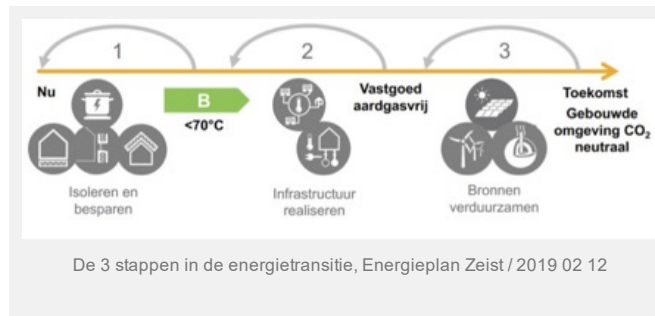 1
2
3
Nu
B
<70°C
Vastgoed
aardgasvrij
Toekomst
Gebouwde
omgeving CO₂
neutraal
Isoleren en
besparen
Infrastructuur
realiseren
Bronnen
verduurzamen
De 3 stappen in de energietransitie, Energieplan Zeist / 2019 02 12